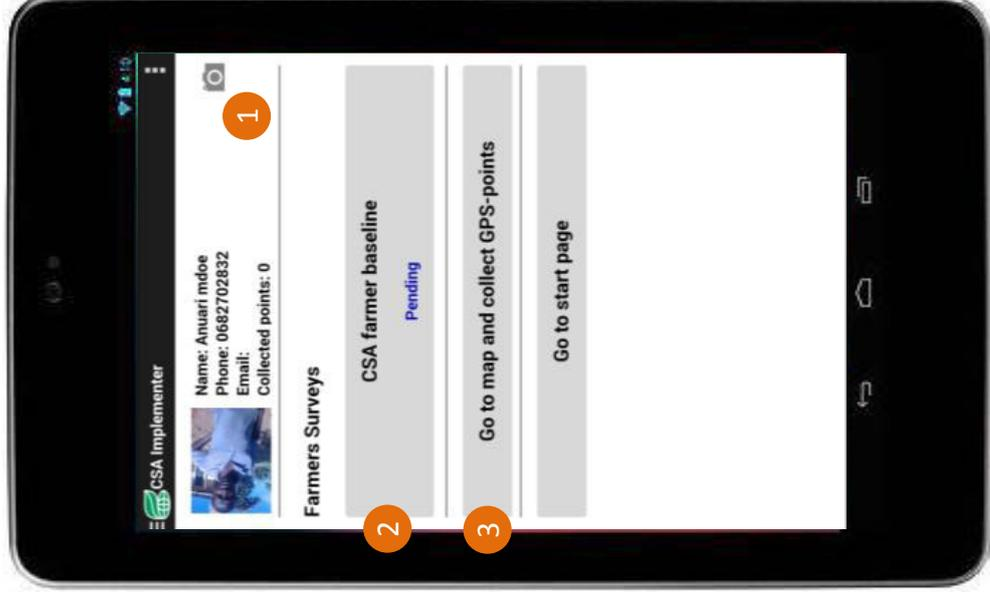 CSA Implementer
Name: Anuari mdoe
Phone: 0682702832
Email:
Collected points: 0
1
Farmers Surveys
2
CSA farmer baseline
Pending
3
Go to map and collect GPS-points
Go to start page